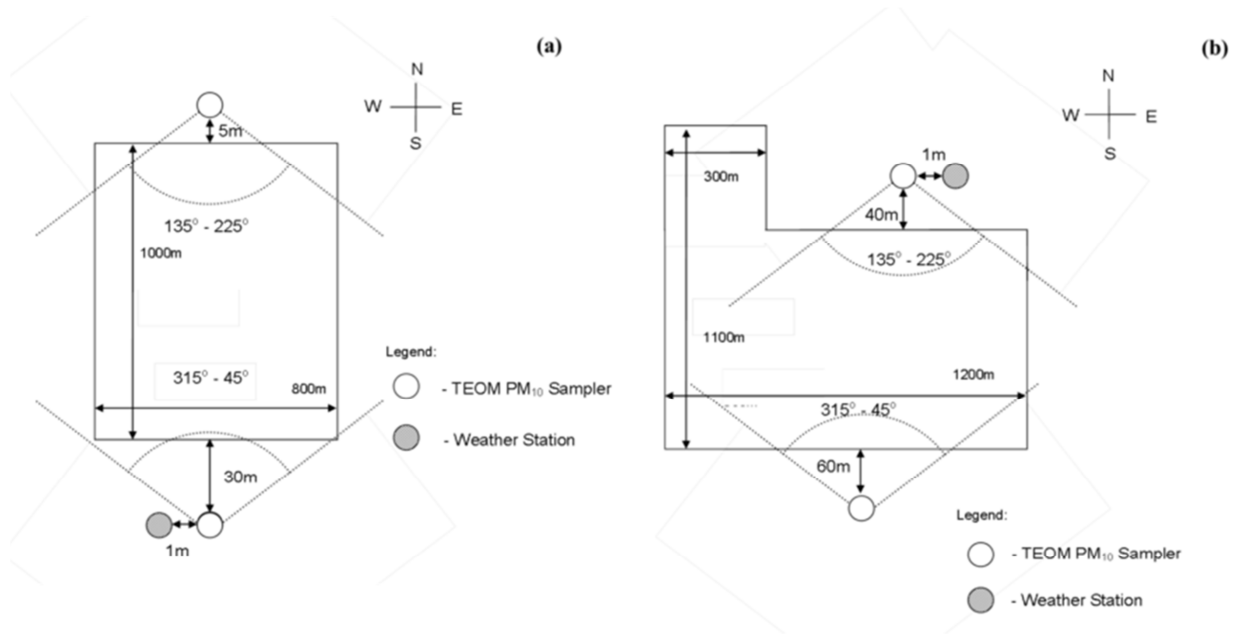 (a)
N
W E
S
5m
135° - 225°
1000m
315° - 45°
800m
30m
1m
Legend:
- TEOM PM₁₀ Sampler
- Weather Station
(b)
N
W E
S
1m
300m
40m
135° - 225°
1100m
1200m
315° - 45°
60m
Legend:
- TEOM PM₁₀ Sampler
- Weather Station